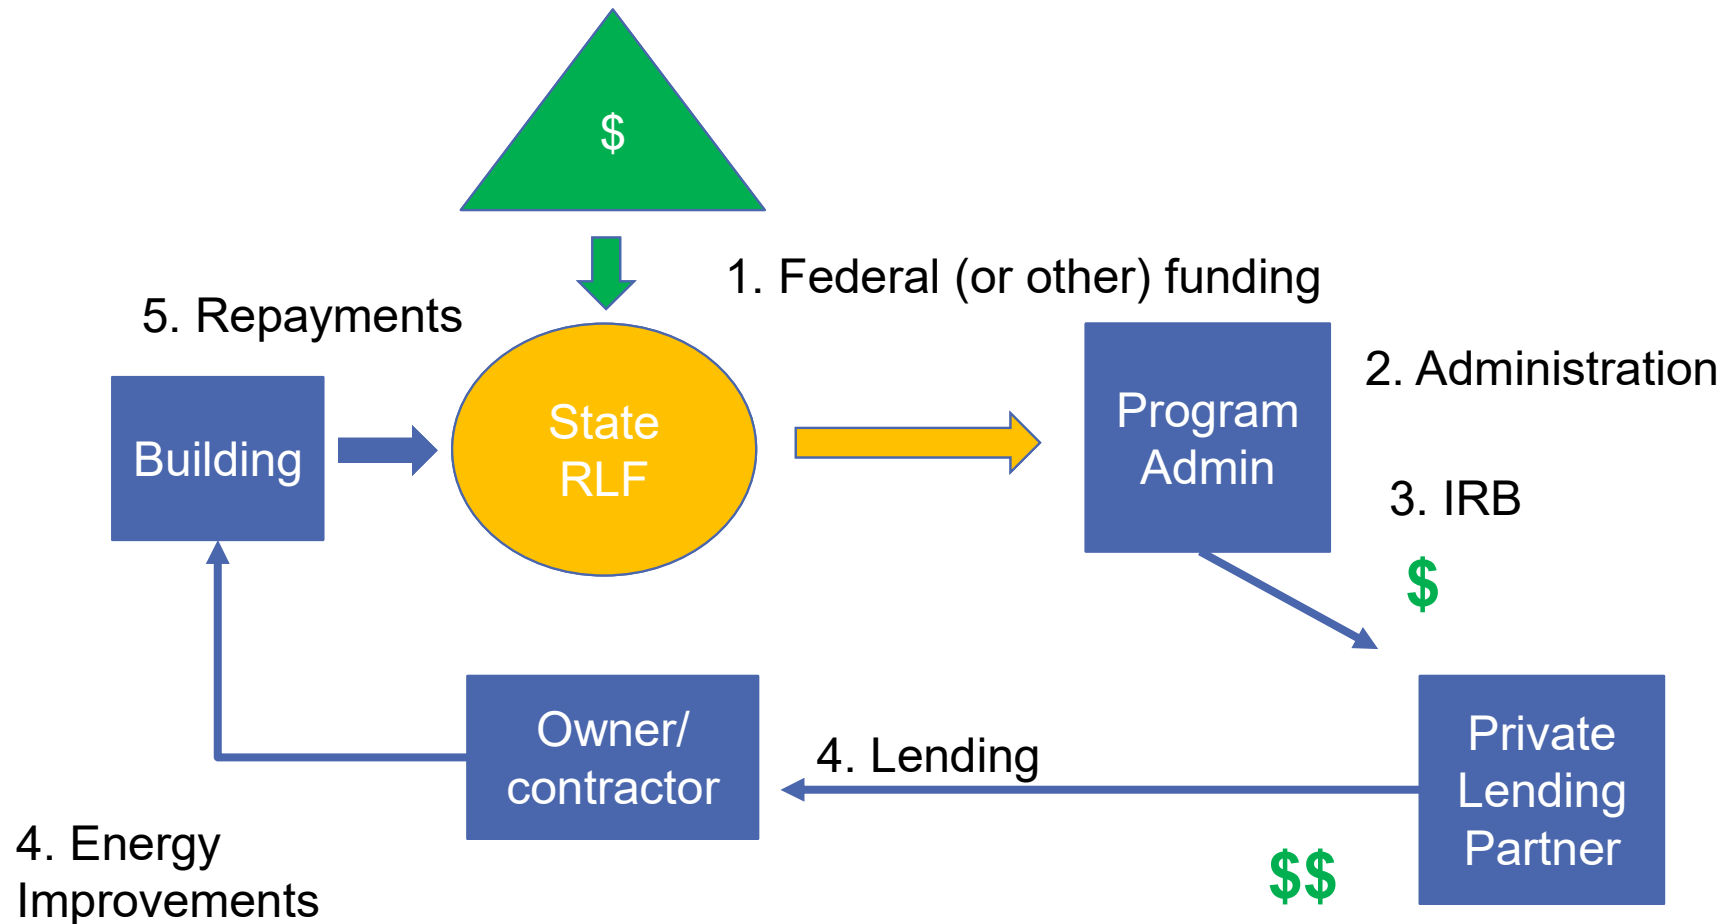 $
1. Federal (or other) funding
5. Repayments
2. Administration
Building
State
RLF
Program
Admin
3. IRB
$
Owner/
contractor
4. Lending
Private
Lending
Partner
4. Energy
Improvements
$$